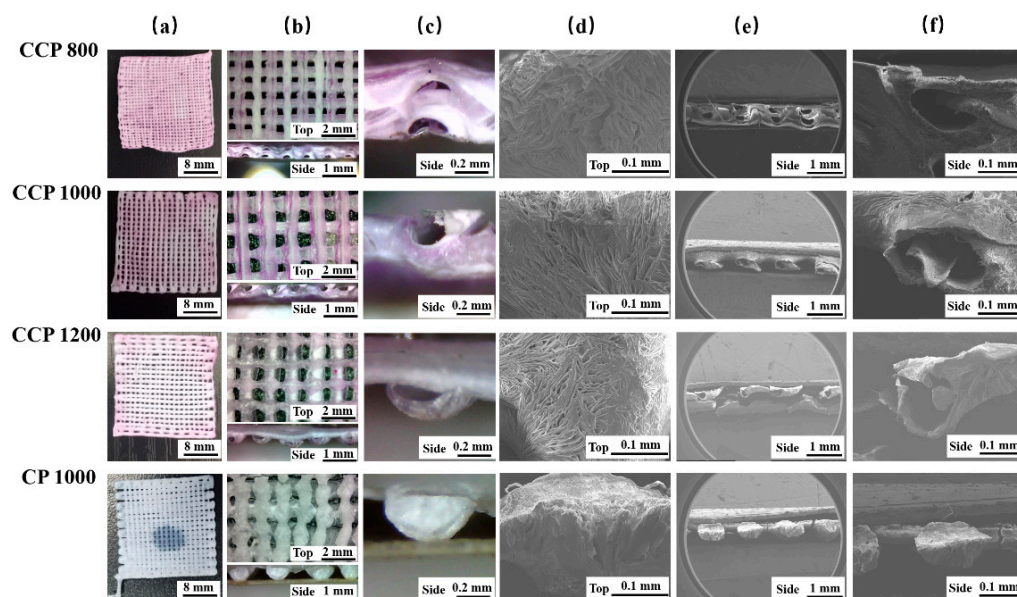 (a) (b) (c) (d) (e) (f)
CCP 800
8 mm
Top 2 mm
Side 1 mm
Side 0.2 mm
Top 0.1 mm
Side 1 mm
Side 0.1 mm
CCP 1000
8 mm
Top 2 mm
Side 1 mm
Side 0.2 mm
Top 0.1 mm
Side 1 mm
Side 0.1 mm
CCP 1200
8 mm
Top 2 mm
Side 1 mm
Side 0.2 mm
Top 0.1 mm
Side 1 mm
Side 0.1 mm
CP 1000
8 mm
Top 2 mm
Side 1 mm
Side 0.2 mm
Top 0.1 mm
Side 1 mm
Side 0.1 mm